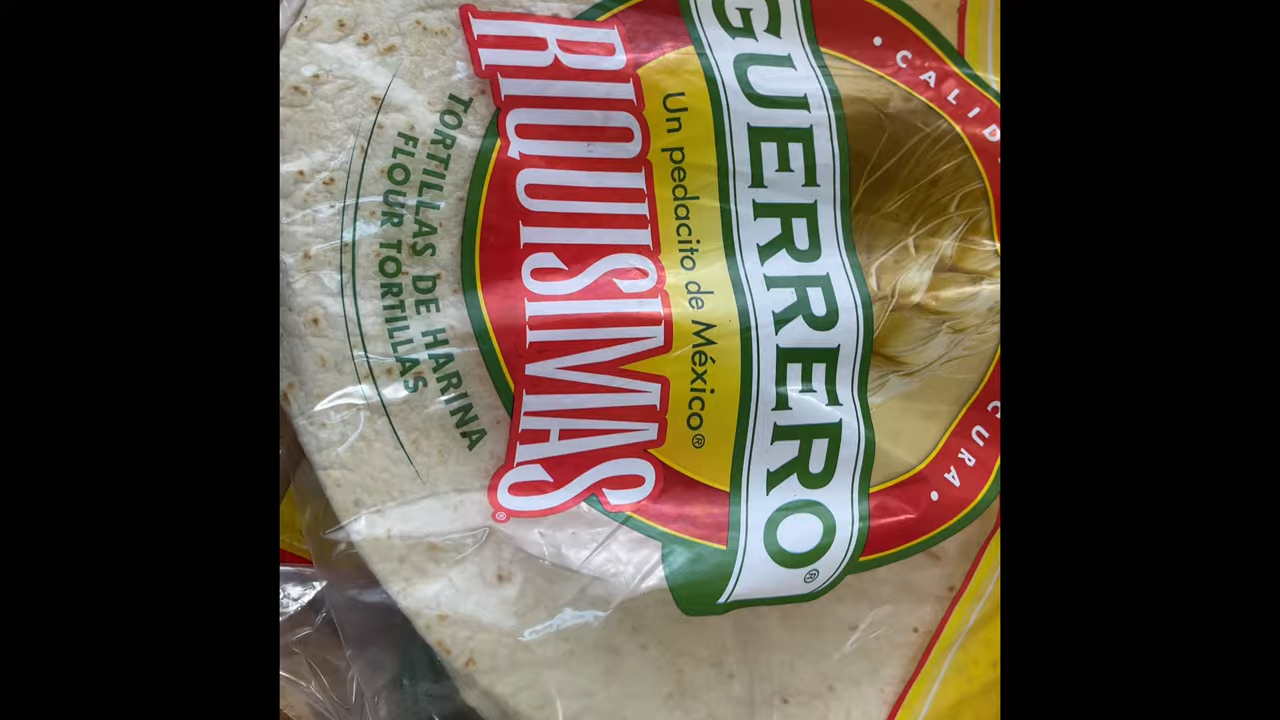 • CALID
CURA •
GUERRERO®
Un pedacito de México®
RIQUISIMAS®
TORTILLAS DE HARINA
FLOUR TORTILLAS